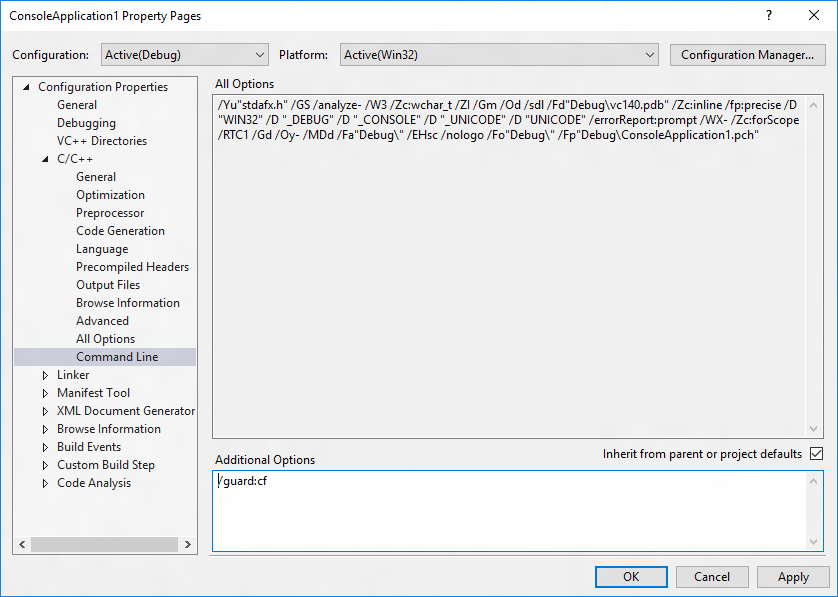 ConsoleApplication1 Property Pages
?
Configuration: Active(Debug) Platform: Active(Win32) Configuration Manager...
Configuration Properties
General
Debugging
VC++ Directories
C/C++
General
Optimization
Preprocessor
Code Generation
Language
Precompiled Headers
Output Files
Browse Information
Advanced
All Options
Command Line
Linker
Manifest Tool
XML Document Generator
Browse Information
Build Events
Custom Build Step
Code Analysis
All Options
/Yu"stdafx.h" /GS /analyze- /W3 /Zc:wchar_t /ZI /Gm /Od /sdl /Fd"Debug\vc140.pdb" /Zc:inline /fp:precise /D
"WIN32" /D "_DEBUG" /D "_CONSOLE" /D "_UNICODE" /D "UNICODE" /errorReport:prompt /WX- /Zc:forScope
/RTC1 /Gd /Oy- /MDd /Fa"Debug\" /EHsc /nologo /Fo"Debug\" /Fp"Debug\ConsoleApplication1.pch"
Additional Options
Inherit from parent or project defaults
/guard:cf
OK Cancel Apply